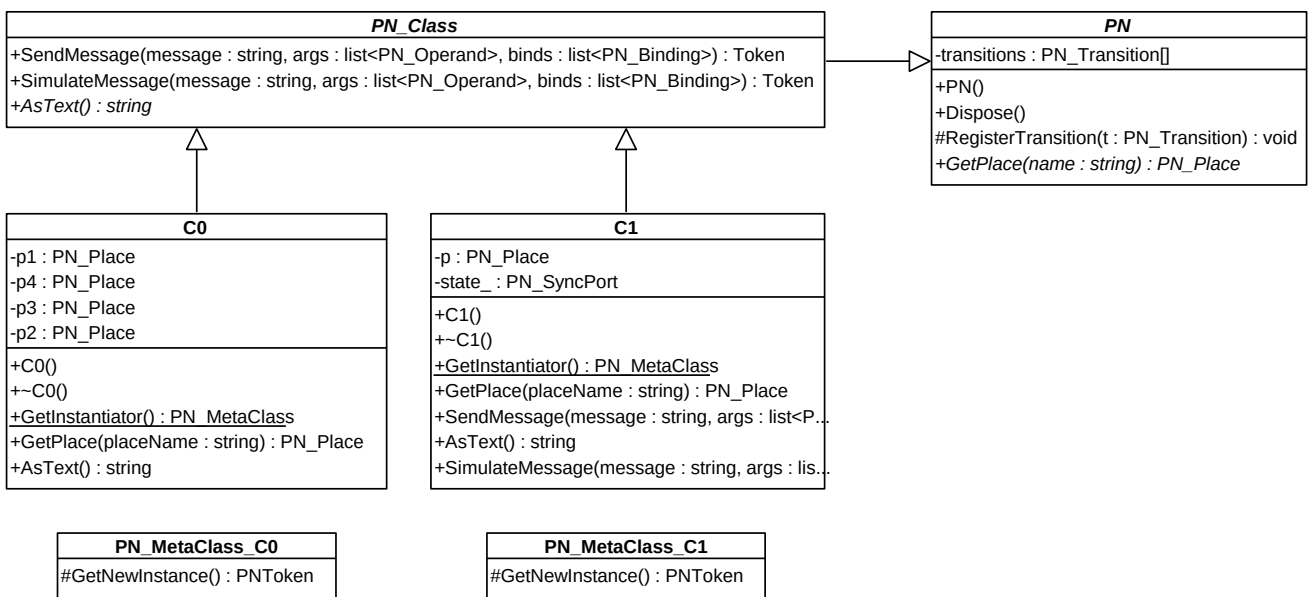 PN_Class
+SendMessage(message : string, args : list<PN_Operand>, binds : list<PN_Binding>) : Token
+SimulateMessage(message : string, args : list<PN_Operand>, binds : list<PN_Binding>) : Token
+AsText() : string
PN
-transitions : PN_Transition[]
+PN()
+Dispose()
#RegisterTransition(t : PN_Transition) : void
+GetPlace(name : string) : PN_Place
C0
-p1 : PN_Place
-p4 : PN_Place
-p3 : PN_Place
-p2 : PN_Place
+C0()
+~C0()
+GetInstantiator() : PN_MetaClass
+GetPlace(placeName : string) : PN_Place
+AsText() : string
C1
-p : PN_Place
-state_ : PN_SyncPort
+C1()
+~C1()
+GetInstantiator() : PN_MetaClass
+GetPlace(placeName : string) : PN_Place
+SendMessage(message : string, args : list<P...
+AsText() : string
+SimulateMessage(message : string, args : lis...
PN_MetaClass_C0
#GetNewInstance() : PNToken
PN_MetaClass_C1
#GetNewInstance() : PNToken